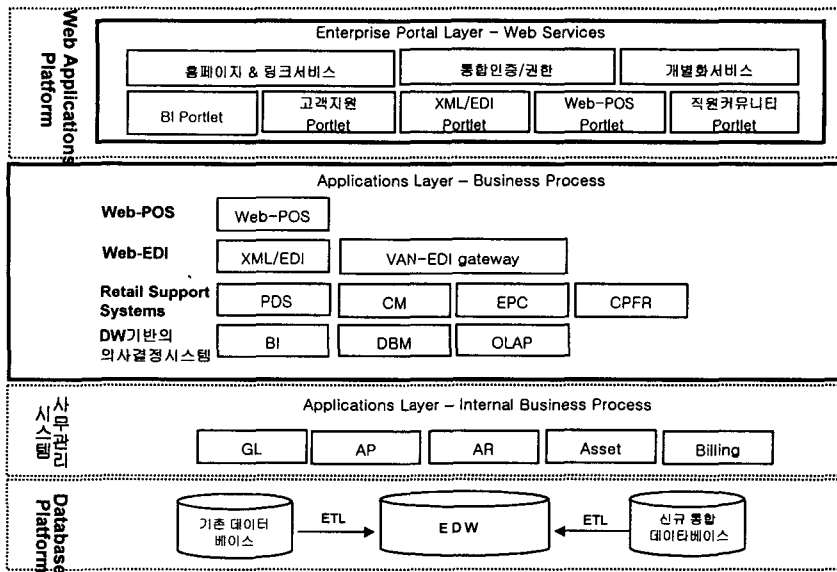 Web Applications
Platform
Enterprise Portal Layer – Web Services
홈페이지 & 링크서비스
통합인증/권한
개별화서비스
BI Portlet
고객지원
Portlet
XML/EDI
Portlet
Web-POS
Portlet
직원커뮤니티
Portlet
Applications Layer – Business Process
Web-POS
Web-POS
Web-EDI
XML/EDI
VAN-EDI gateway
Retail Support
Systems
PDS
CM
EPC
CPFR
DW기반의
의사결정시스템
BI
DBM
OLAP
사무관리
시스템
Applications Layer – Internal Business Process
GL
AP
AR
Asset
Billing
Database
Platform
기존 데이터
베이스
ETL
EDW
ETL
신규 통합
데이타베이스